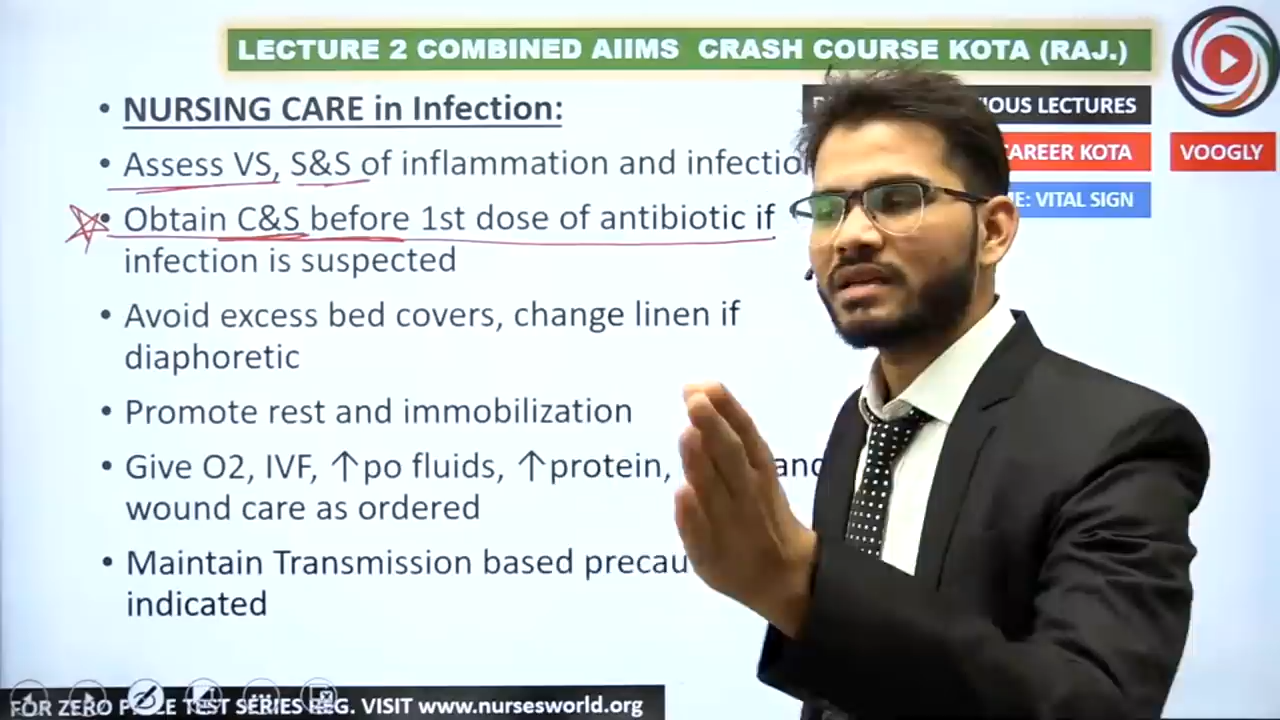 LECTURE 2 COMBINED AIIMS CRASH COURSE KOTA (RAJ.)
IOUS LECTURES
CAREER KOTA
VOOGLY
ME: VITAL SIGN
• NURSING CARE in Infection:
• Assess VS, S&S of inflammation and infectio
• Obtain C&S before 1st dose of antibiotic if
infection is suspected
• Avoid excess bed covers, change linen if
diaphoretic
• Promote rest and immobilization
• Give O2, IVF, ↑po fluids, ↑protein, and
wound care as ordered
• Maintain Transmission based precau
indicated
FOR ZERO TEST SERIES REG. VISIT www.nursesworld.org